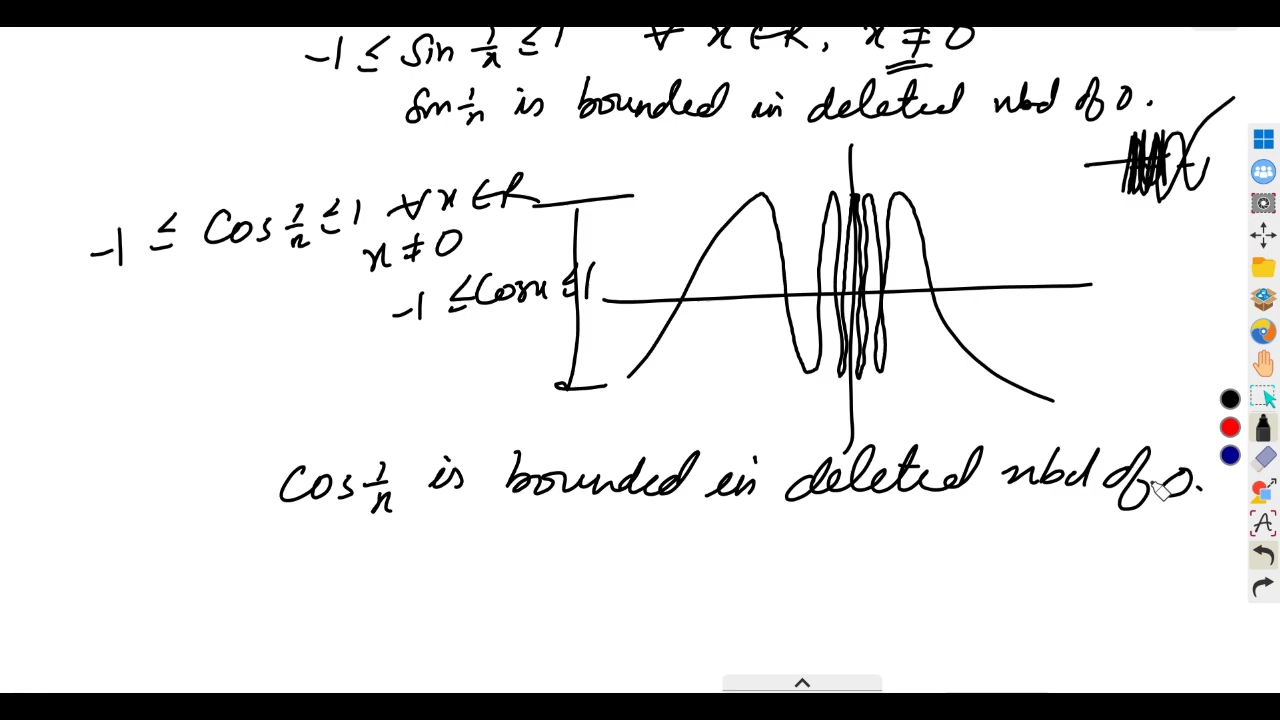 -1 ≤ Sin 1/x ≤ 1 ∀ x ∈ R, x ≠ 0
Sin 1/x is bounded in deleted nbd of 0.
-1 ≤ Cos 1/x ≤ 1 ∀ x ∈ R
x ≠ 0
-1 ≤ Cosx ≤ 1
Cos 1/x is bounded in deleted nbd of 0.